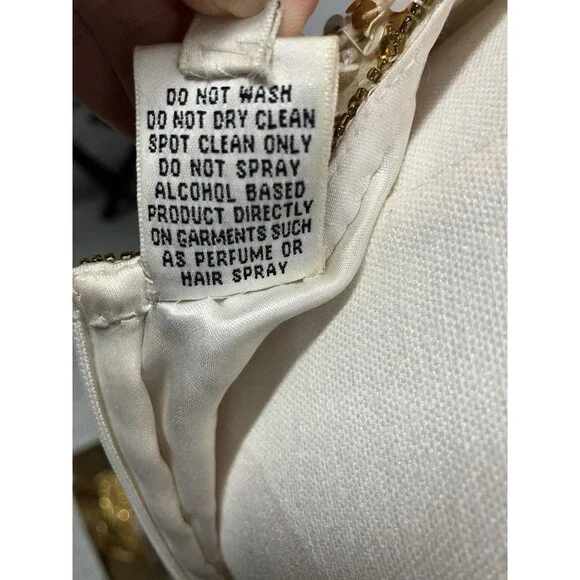 DO NOT WASH
DO NOT DRY CLEAN
SPOT CLEAN ONLY
DO NOT SPRAY
ALCOHOL BASED
PRODUCT DIRECTLY
ON GARMENTS SUCH
AS PERFUME OR
HAIR SPRAY